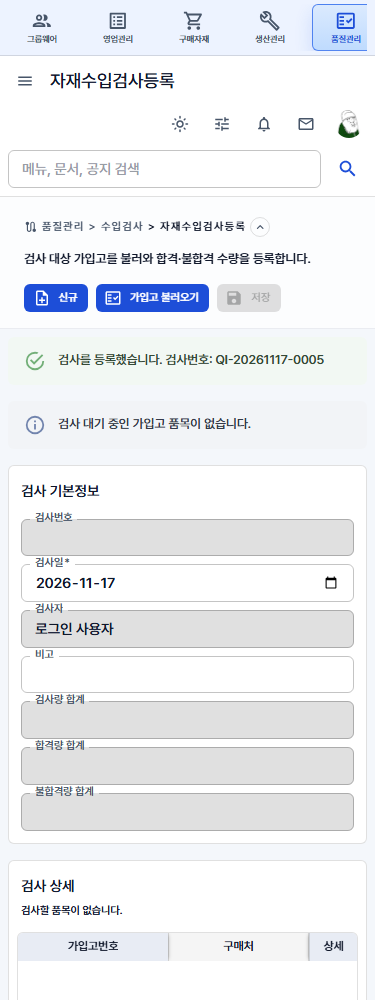 그룹웨어
영업관리
구매자재
생산관리
품질관리
자재수입검사등록
메뉴, 문서, 공지 검색
품질관리 > 수입검사 > 자재수입검사등록
검사 대상 가입고를 불러와 합격·불합격 수량을 등록합니다.
신규
가입고 불러오기
저장
검사를 등록했습니다. 검사번호: QI-20261117-0005
검사 대기 중인 가입고 품목이 없습니다.
검사 기본정보
검사번호
검사일*
2026-11-17
검사자
로그인 사용자
비고
검사량 합계
합격량 합계
불합격량 합계
검사 상세
검사할 품목이 없습니다.
가입고번호 구매처 상세